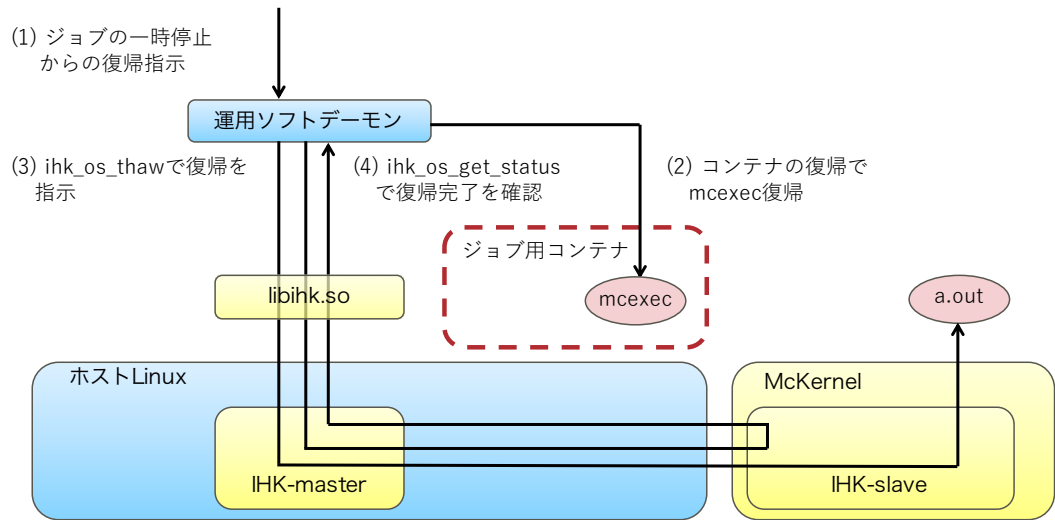 (1) ジョブの一時停止
からの復帰指示
運用ソフトデーモン
(3) ihk_os_thawで復帰を
指示
(4) ihk_os_get_status
で復帰完了を確認
(2) コンテナの復帰で
mcexec復帰
ジョブ用コンテナ
libihk.so
mcexec
a.out
ホストLinux
McKernel
IHK-master
IHK-slave